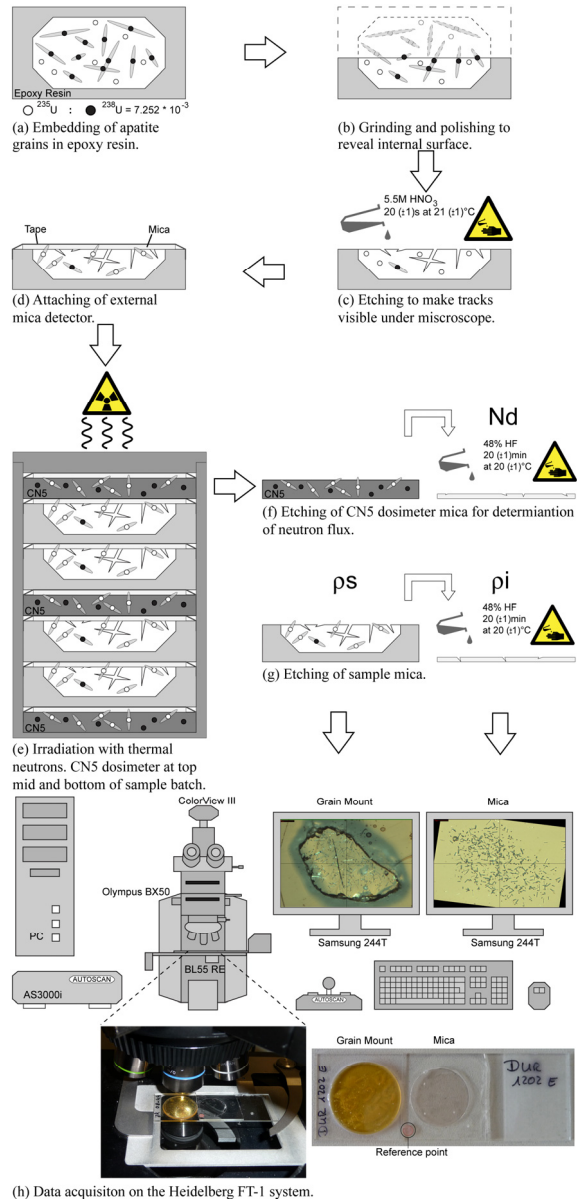 Epoxy Resin
235U : 238U = 7.252 * 10-3
(a) Embedding of apatite
grains in epoxy resin.
(b) Grinding and polishing to
reveal internal surface.
5.5M HNO3
20 (±1)s at 21 (±1)°C
(c) Etching to make tracks
visible under miscroscope.
Tape
Mica
(d) Attaching of external
mica detector.
CN5
CN5
CN5
(e) Irradiation with thermal
neutrons. CN5 dosimeter at top
mid and bottom of sample batch.
Nd
48% HF
20 (±1)min
at 20 (±1)°C
CN5
(f) Etching of CN5 dosimeter mica for determiantion
of neutron flux.
ρs
ρi
48% HF
20 (±1)min
at 20 (±1)°C
(g) Etching of sample mica.
ColorView III
Olympus BX50
PC
BL55 RE
AUTOSCAN
AS3000i
Grain Mount
Mica
Samsung 244T
Samsung 244T
AUTOSCAN
Grain Mount
Mica
DUR 1202 E
DUR
1202 E
Reference point
(h) Data acquisiton on the Heidelberg FT-1 system.